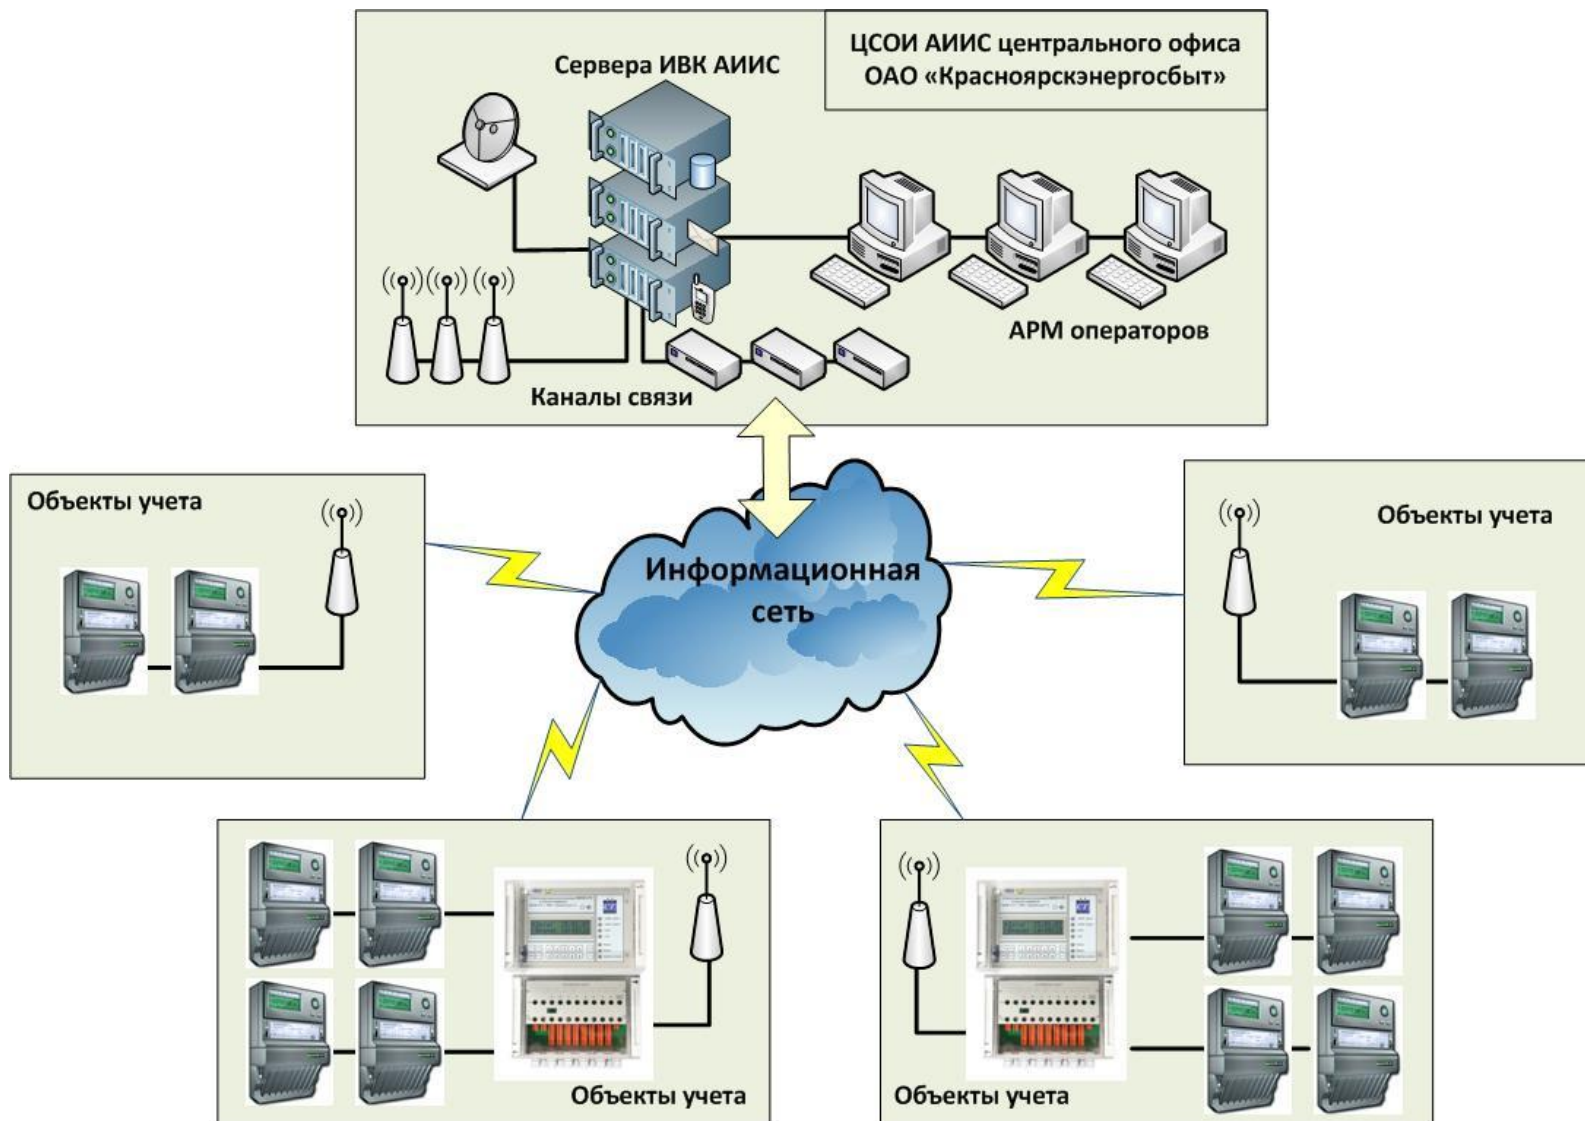 ЦСОИ АИИС центрального офиса
ОАО «Красноярскэнергосбыт»
Сервера ИВК АИИС
АРМ операторов
Каналы связи
Объекты учета
Объекты учета
Информационная
сеть
Объекты учета
Объекты учета